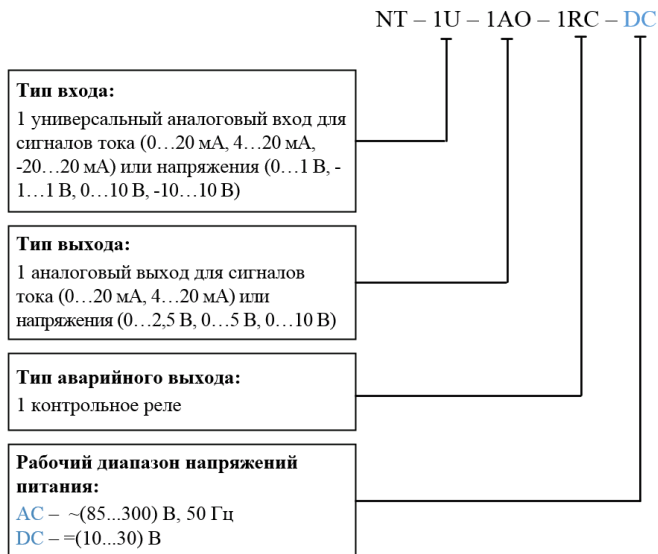 NT – 1U – 1AO – 1RC – DC
Тип входа:
1 универсальный аналоговый вход для
сигналов тока (0…20 мА, 4…20 мА,
-20…20 мА) или напряжения (0…1 В, -
1…1 В, 0…10 В, -10…10 В)
Тип выхода:
1 аналоговый выход для сигналов
тока (0…20 мА, 4…20 мА) или
напряжения (0…2,5 В, 0…5 В, 0…10 В)
Тип аварийного выхода:
1 контрольное реле
Рабочий диапазон напряжений
питания:
AC – ~(85...300) В, 50 Гц
DC – =(10...30) В